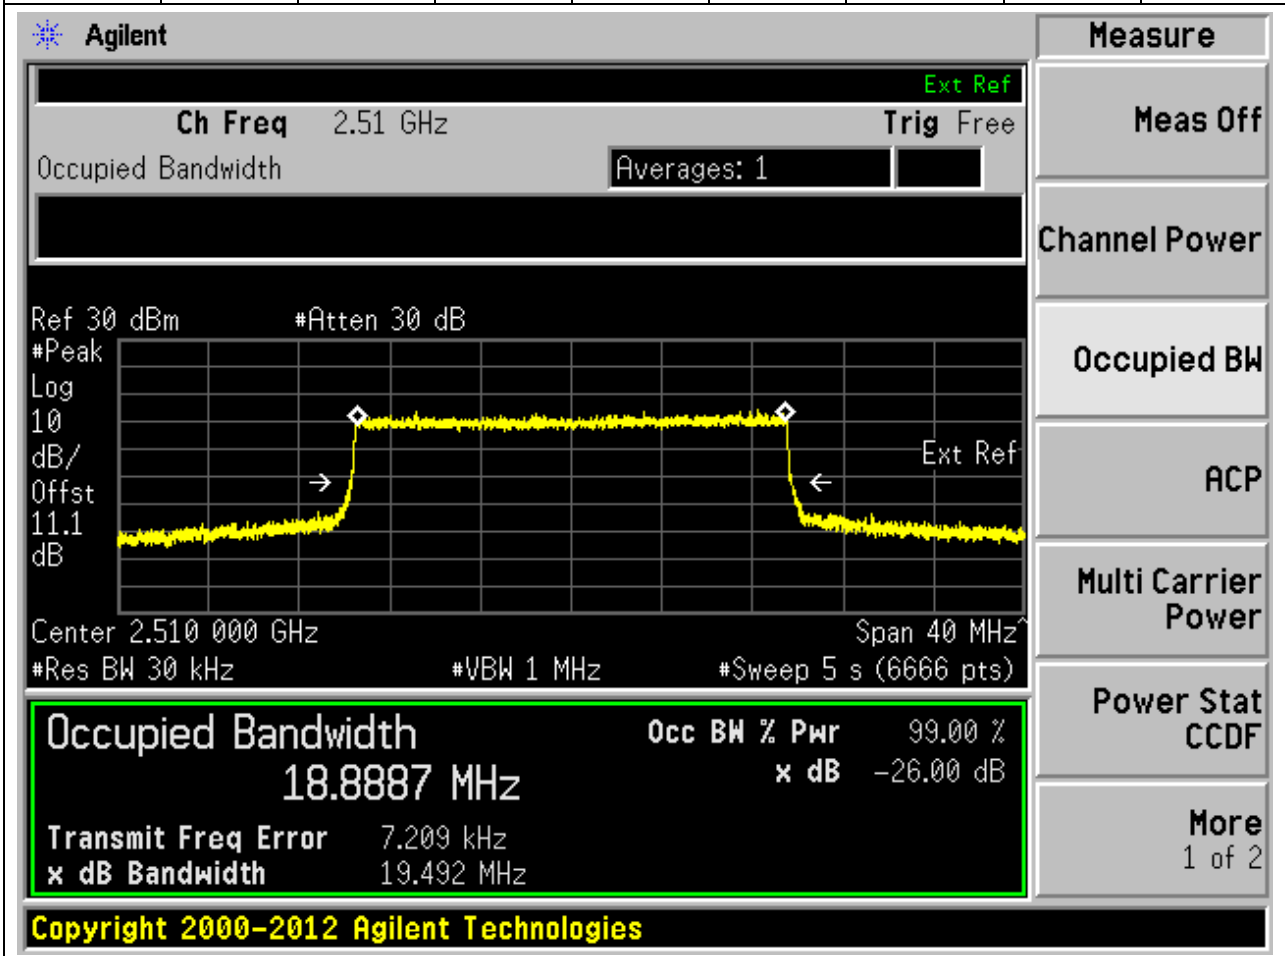 Agilent
Measure
Ext Ref
Ch Freq 2.51 GHz Trig Free
Meas Off
Occupied Bandwidth Averages: 1
Channel Power
Ref 30 dBm #Atten 30 dB
#Peak
Log
10
dB/
Offst
11.1
dB
Ext Ref
Occupied BW
ACP
Center 2.510 000 GHz Span 40 MHz^
#Res BW 30 kHz #VBW 1 MHz #Sweep 5 s (6666 pts)
Multi Carrier
Power
Occupied Bandwidth Occ BW % Pwr 99.00 %
18.8887 MHz x dB -26.00 dB
Transmit Freq Error 7.209 kHz
x dB Bandwidth 19.492 MHz
Power Stat
CCDF
More
1 of 2
Copyright 2000-2012 Agilent Technologies